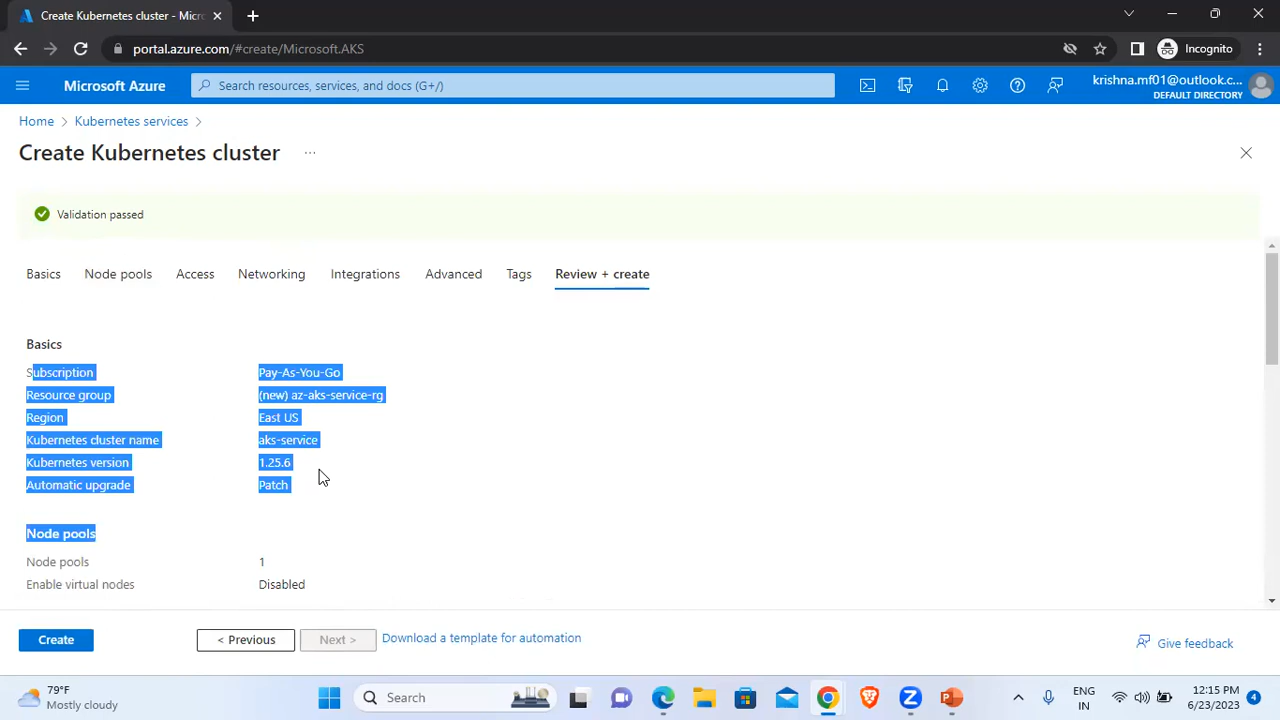 Create Kubernetes cluster - Micr
portal.azure.com/#create/Microsoft.AKS
Incognito
Microsoft Azure
Search resources, services, and docs (G+/)
krishna.mf01@outlook.c...
DEFAULT DIRECTORY
Home > Kubernetes services >
Create Kubernetes cluster ...
Validation passed
Basics Node pools Access Networking Integrations Advanced Tags Review + create
Basics
Subscription Pay-As-You-Go
Resource group (new) az-aks-service-rg
Region East US
Kubernetes cluster name aks-service
Kubernetes version 1.25.6
Automatic upgrade Patch
Node pools
Node pools 1
Enable virtual nodes Disabled
Create < Previous Next > Download a template for automation Give feedback
79°F
Mostly cloudy
Search
ENG
IN
12:15 PM
6/23/2023
4